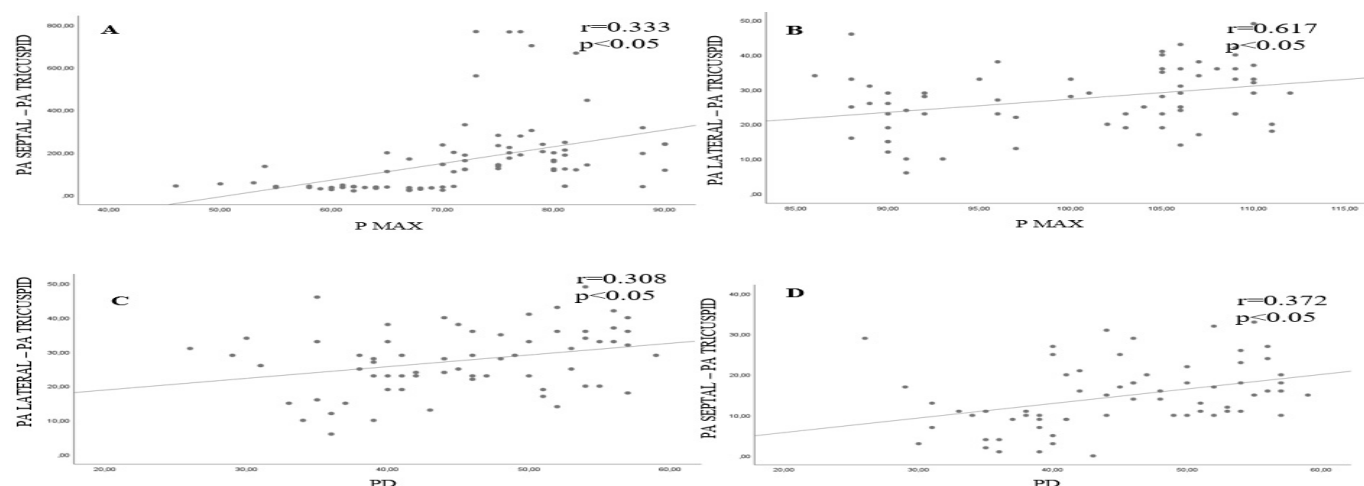 A
r=0.333
p<0.05
PA SEPTAL – PA TRİCUSPID
800,00
600,00
400,00
200,00
,00
40,00 50,00 60,00 70,00 80,00 90,00
P MAX
B
r=0.617
p<0.05
PA LATERAL – PA TRICUSPID
50,00
40,00
30,00
20,00
10,00
,00
85,00 90,00 95,00 100,00 105,00 110,00 115,00
P MAX
C
r=0.308
p<0.05
PA LATERAL – PA TRICUSPID
50,00
40,00
30,00
20,00
10,00
,00
20,00 30,00 40,00 50,00 60,00
PD
D
r=0.372
p<0.05
PA SEPTAL – PA TRICUSPID
40,00
30,00
20,00
10,00
,00
20,00 30,00 40,00 50,00 60,00
PD